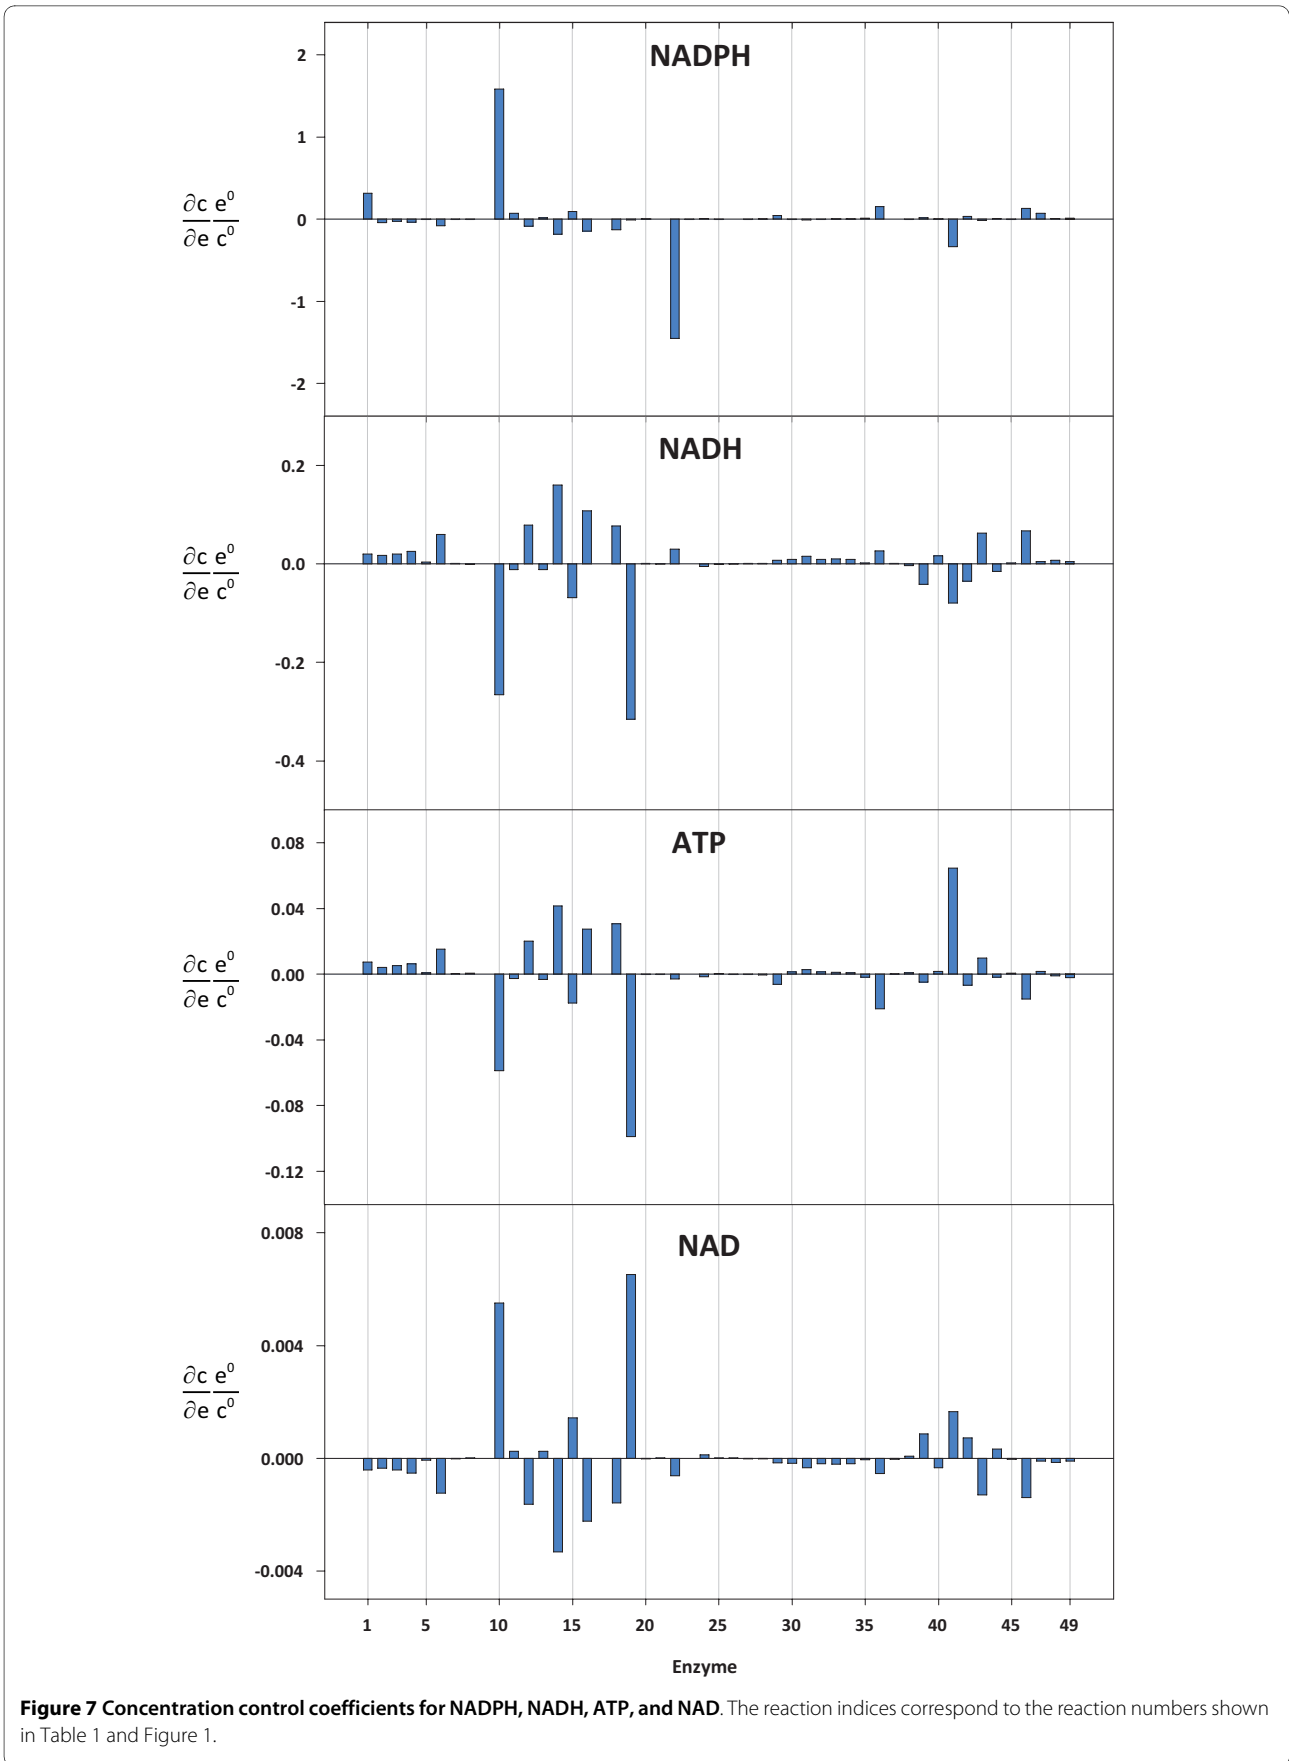 NADPH
2
1
0
-1
-2
∂c e⁰
∂e c⁰
NADH
0.2
0.0
-0.2
-0.4
∂c e⁰
∂e c⁰
ATP
0.08
0.04
0.00
-0.04
-0.08
-0.12
∂c e⁰
∂e c⁰
NAD
0.008
0.004
0.000
-0.004
∂c e⁰
∂e c⁰
1 5 10 15 20 25 30 35 40 45 49
Enzyme
Figure 7 Concentration control coefficients for NADPH, NADH, ATP, and NAD. The reaction indices correspond to the reaction numbers shown
in Table 1 and Figure 1.